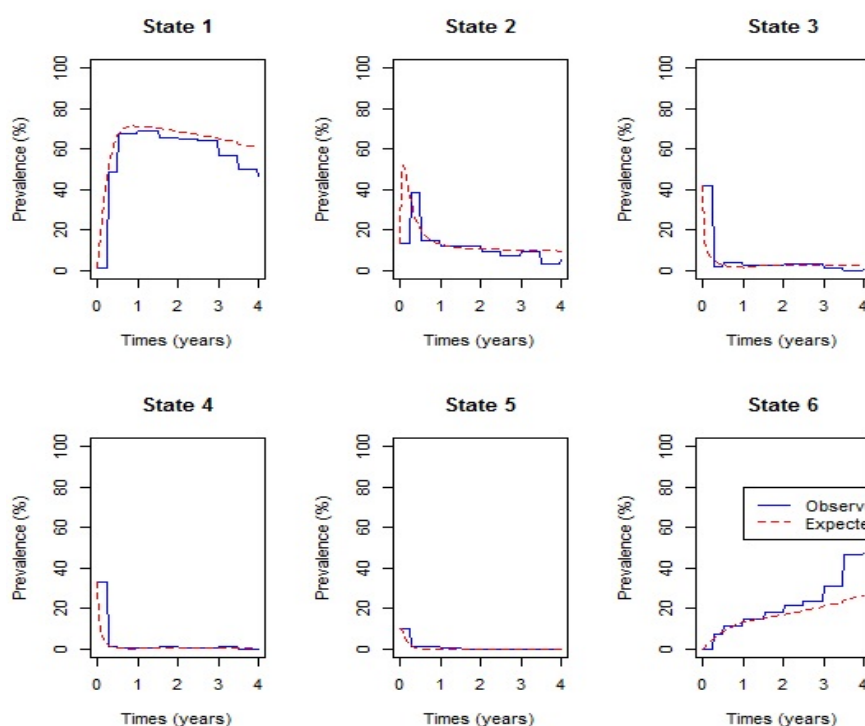 State 1
State 2
State 3
Prevalence (%)
0 20 40 60 80 100
0 1 2 3 4
Times (years)
Prevalence (%)
0 20 40 60 80 100
0 1 2 3 4
Times (years)
Prevalence (%)
0 20 40 60 80 100
0 1 2 3 4
Times (years)
State 4
State 5
State 6
Prevalence (%)
0 20 40 60 80 100
0 1 2 3 4
Times (years)
Prevalence (%)
0 20 40 60 80 100
0 1 2 3 4
Times (years)
Prevalence (%)
0 20 40 60 80 100
Observe
Expecte
0 1 2 3 4
Times (years)